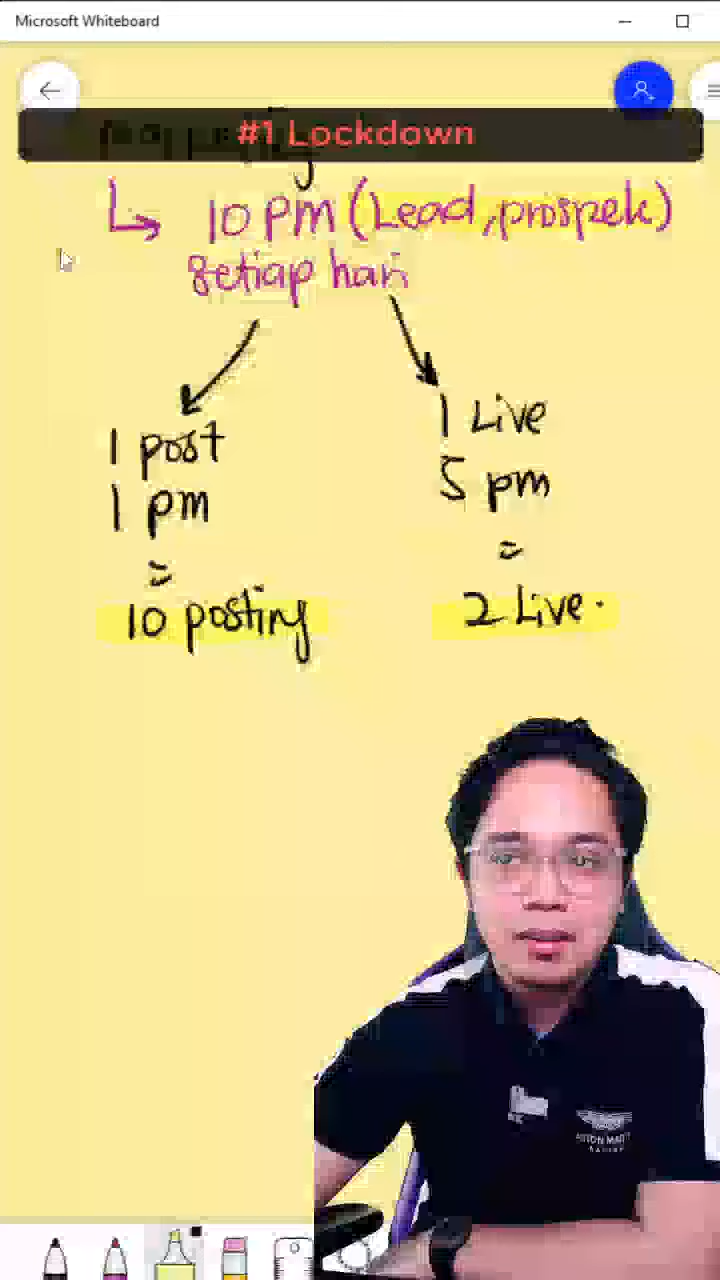 Microsoft Whiteboard
#1 Lockdown
10 pm (Lead, prospek)
setiap hari
1 post
1 pm
=
10 posting
1 Live
5 pm
=
2 Live.